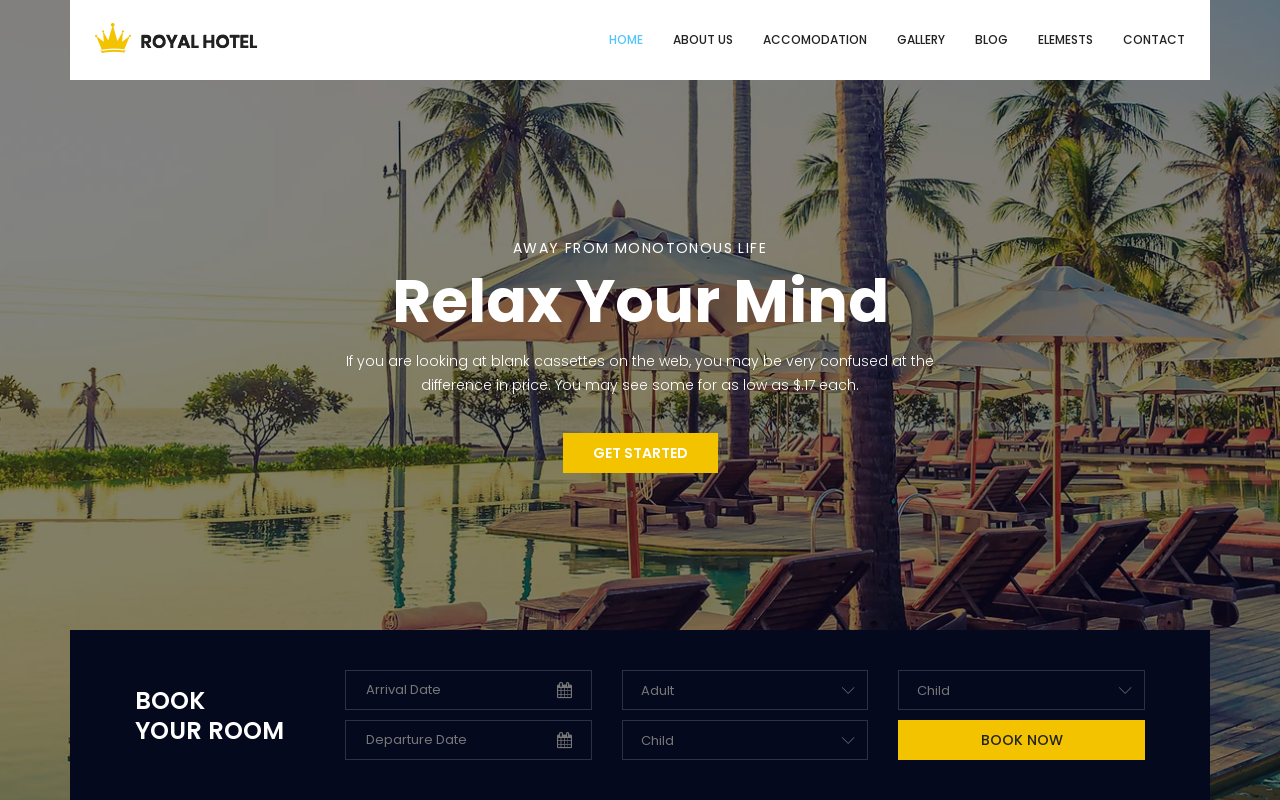 ROYAL HOTEL
HOME
ABOUT US
ACCOMODATION
GALLERY
BLOG
ELEMESTS
CONTACT
AWAY FROM MONOTONOUS LIFE
Relax Your Mind
If you are looking at blank cassettes on the web, you may be very confused at the
difference in price. You may see some for as low as $.17 each.
GET STARTED
BOOK
YOUR ROOM
Arrival Date
Adult
Child
Departure Date
Child
BOOK NOW